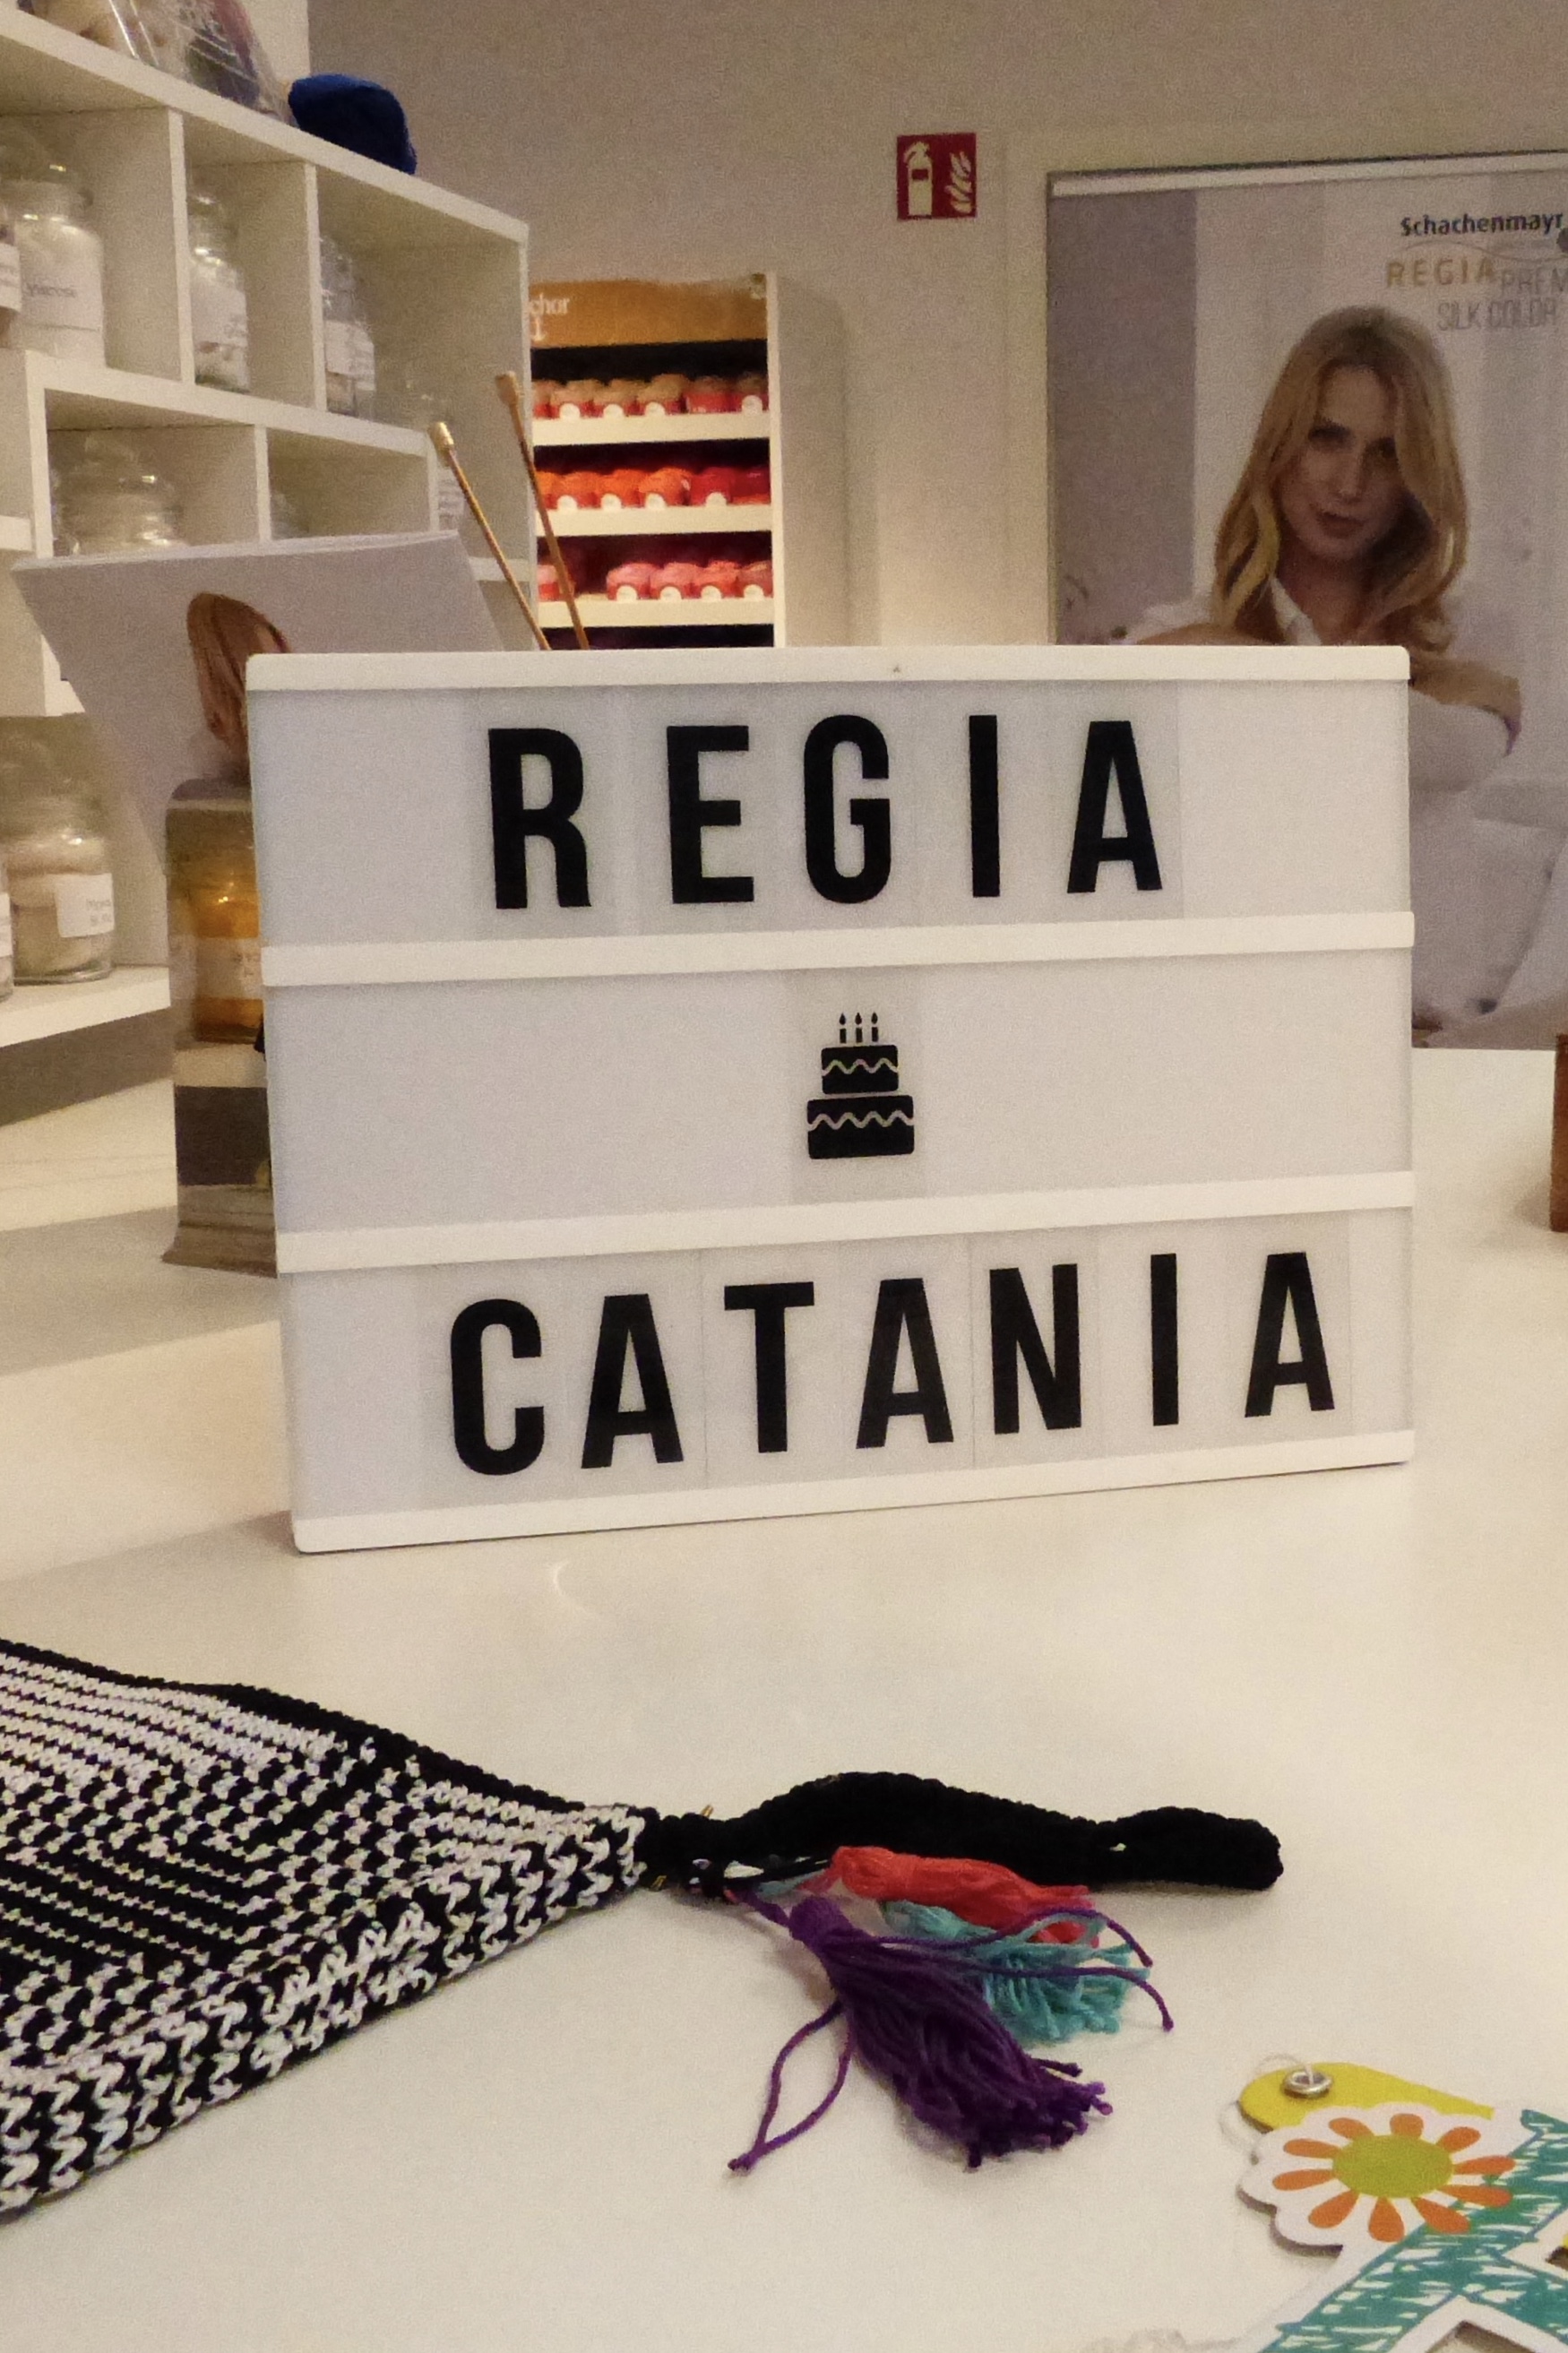 Schachenmayr
REGIA
SILK COLOR
REGIA
CATANIA